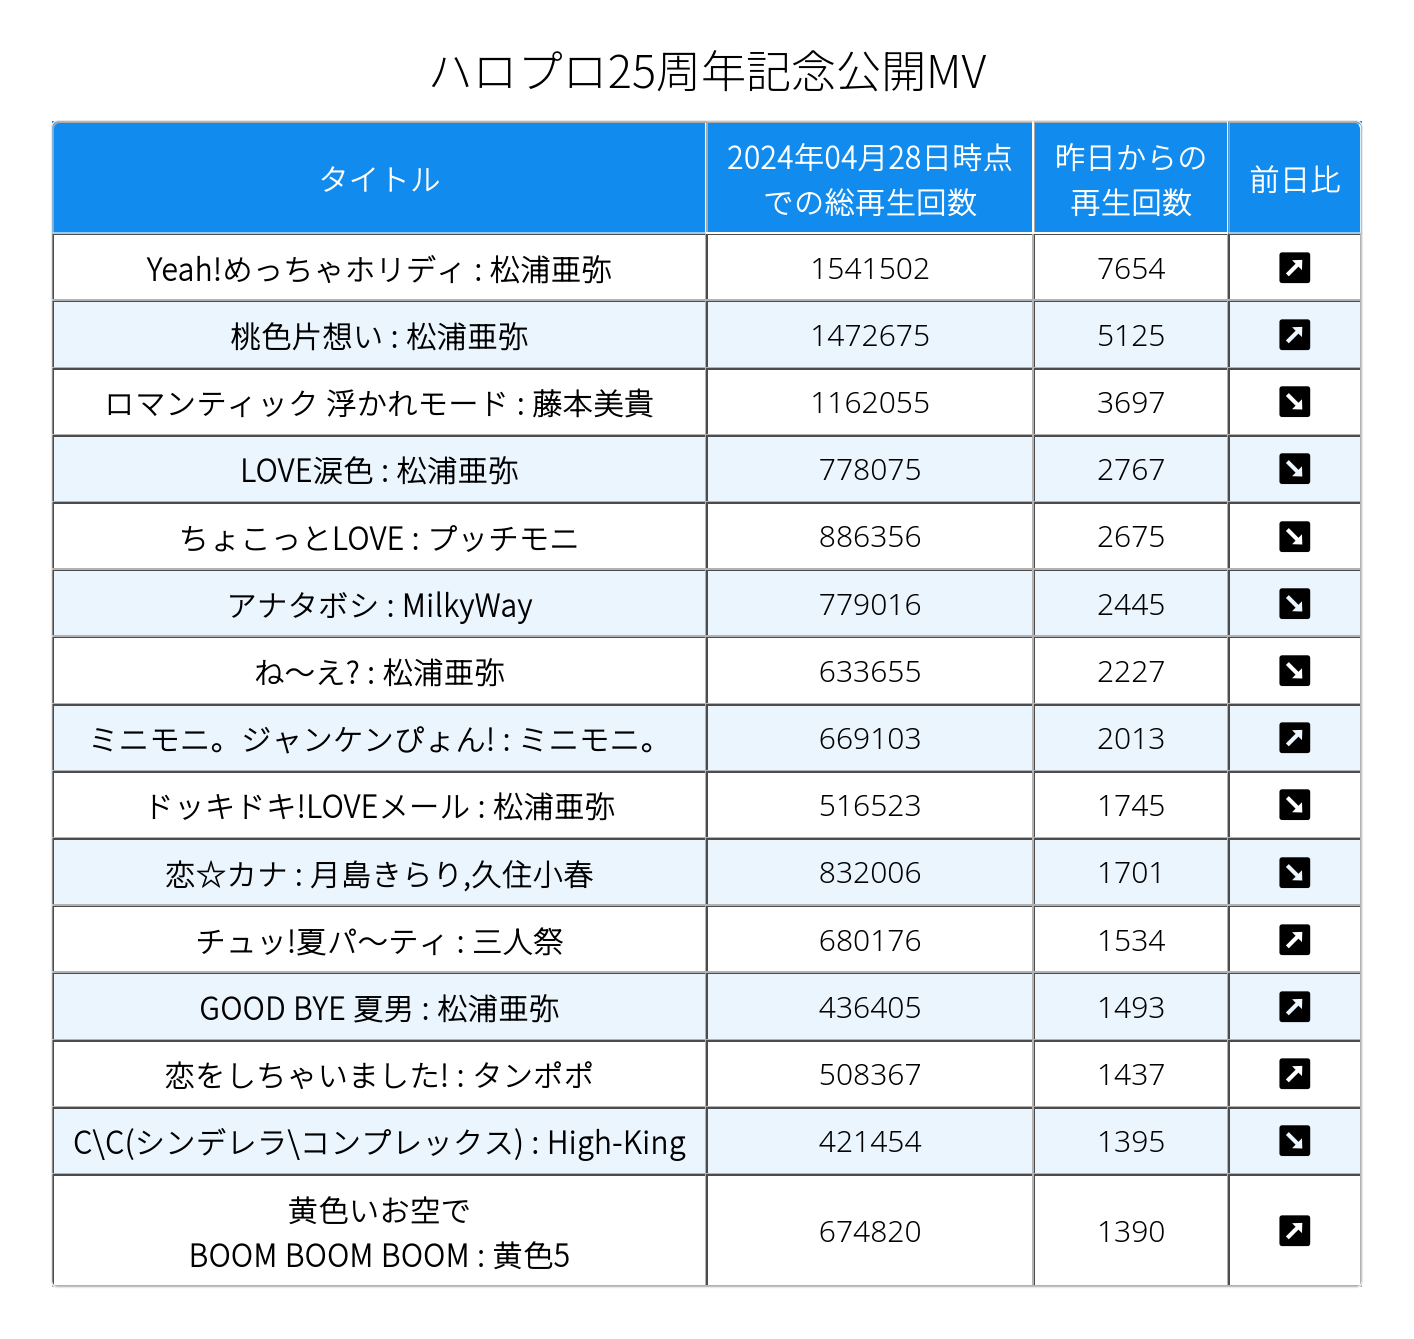 ハロプロ25周年記念公開MV
タイトル
2024年04月28日時点
での総再生回数
昨日からの
再生回数
前日比
Yeah!めっちゃホリディ : 松浦亜弥 1541502 7654
桃色片想い : 松浦亜弥 1472675 5125
ロマンティック 浮かれモード : 藤本美貴 1162055 3697
LOVE涙色 : 松浦亜弥 778075 2767
ちょこっとLOVE : プッチモニ 886356 2675
アナタボシ : MilkyWay 779016 2445
ね～え? : 松浦亜弥 633655 2227
ミニモニ。ジャンケンぴょん! : ミニモニ。 669103 2013
ドッキドキ!LOVEメール : 松浦亜弥 516523 1745
恋☆カナ : 月島きらり,久住小春 832006 1701
チュッ!夏パ～ティ : 三人祭 680176 1534
GOOD BYE 夏男 : 松浦亜弥 436405 1493
恋をしちゃいました! : タンポポ 508367 1437
C\C(シンデレラ\コンプレックス) : High-King 421454 1395
黄色いお空で
BOOM BOOM BOOM : 黄色5 674820 1390